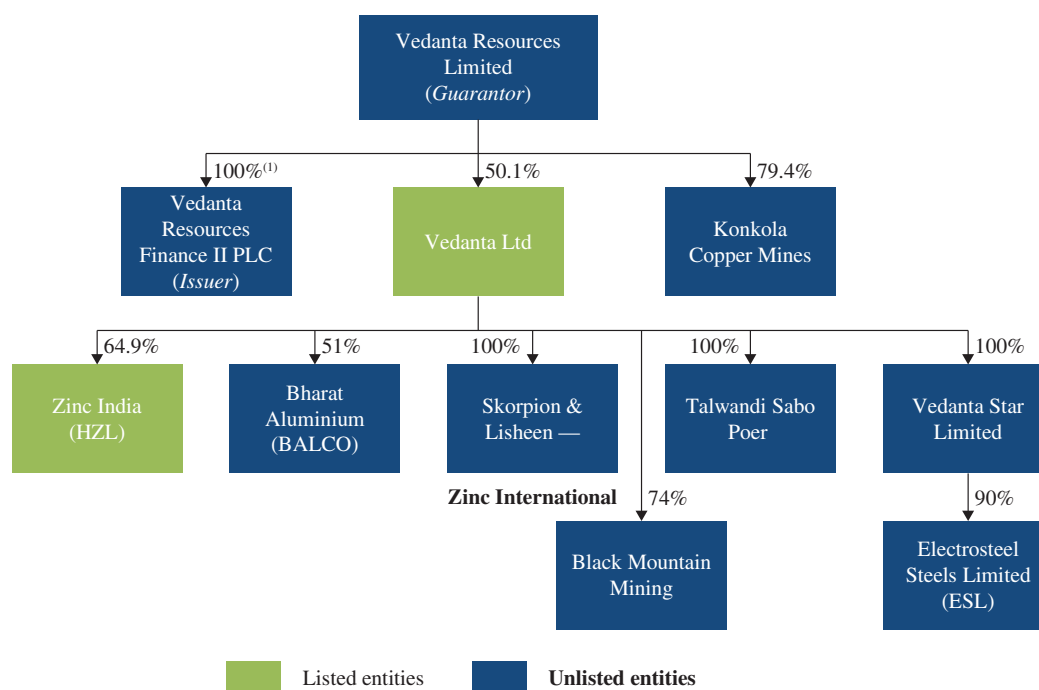 Vedanta Resources
Limited
(Guarantor)
100%(1)
50.1%
79.4%
Vedanta
Resources
Finance II PLC
(Issuer)
Vedanta Ltd
Konkola
Copper Mines
64.9%
51%
100%
100%
100%
Zinc India
(HZL)
Bharat
Aluminium
(BALCO)
Skorpion &
Lisheen —
Talwandi Sabo
Poer
Vedanta Star
Limited
Zinc International
74%
90%
Black Mountain
Mining
Electrosteel
Steels Limited
(ESL)
Listed entities
Unlisted entities